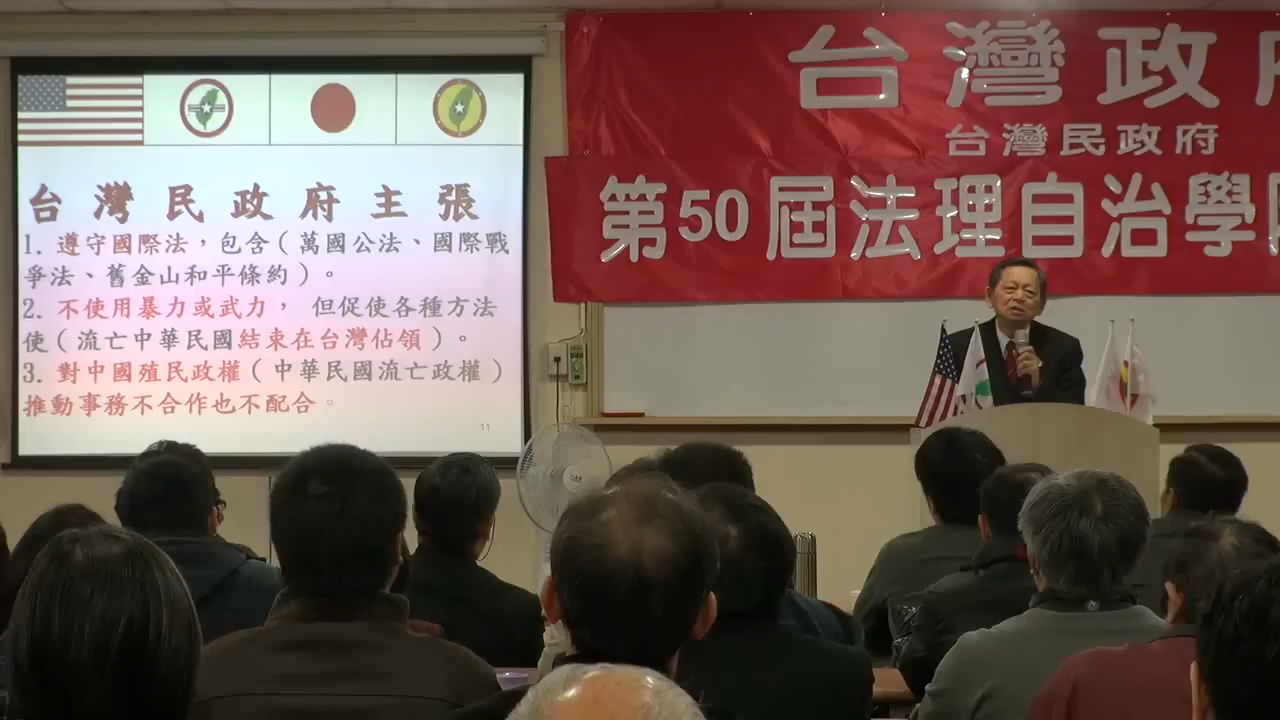 台灣民政府主張
1. 遵守國際法，包含（萬國公法、國際戰
爭法、舊金山和平條約）。
2. 不使用暴力或武力， 但促使各種方法
使（流亡中華民國結束在台灣佔領）。
3. 對中國殖民政權（中華民國流亡政權）
推動事務不合作也不配合。
11
台灣政府
台灣民政府
第50屆法理自治學